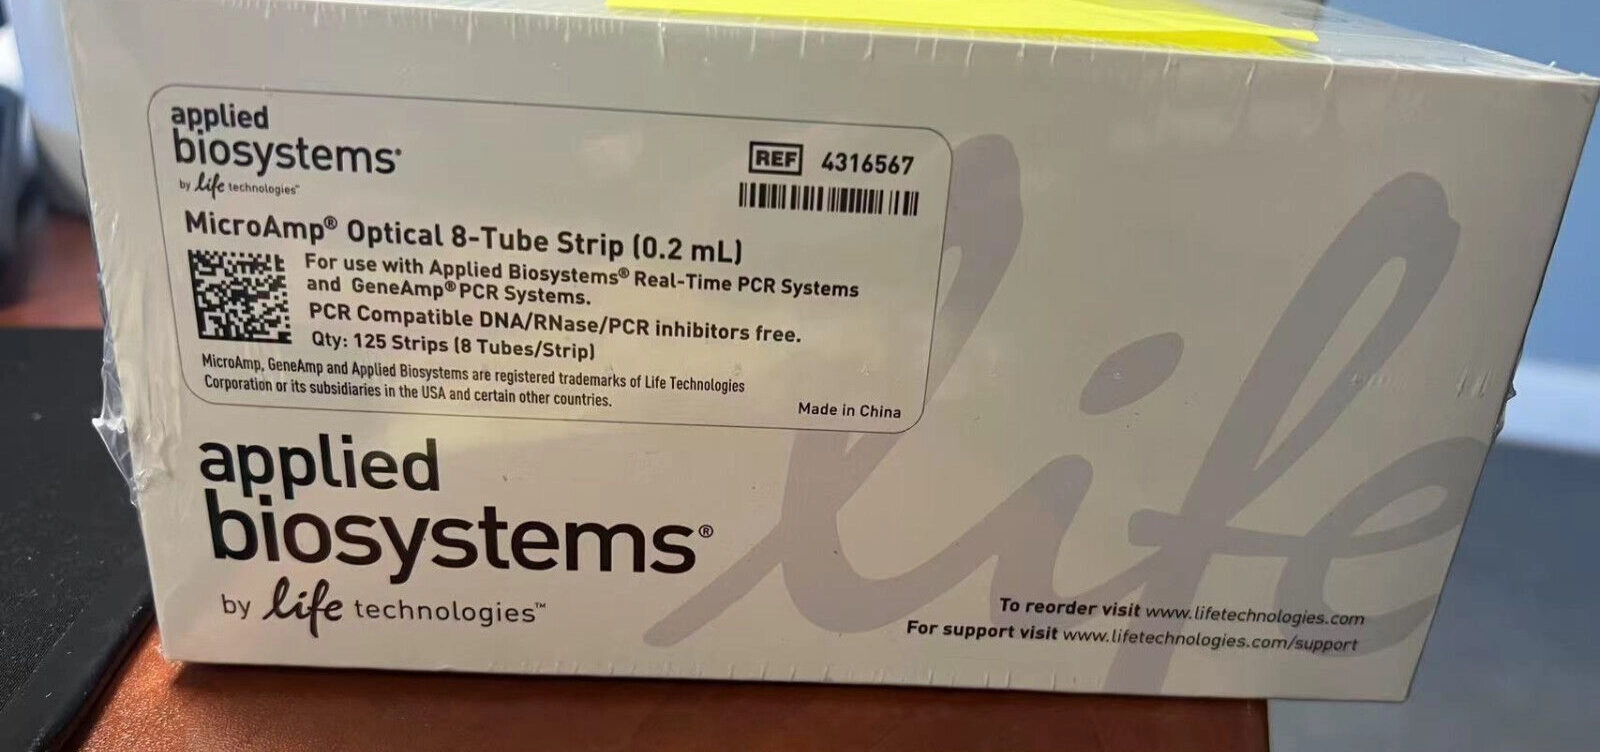 applied
biosystems®
by life technologies™
REF 4316567
MicroAmp® Optical 8-Tube Strip (0.2 mL)
For use with Applied Biosystems® Real-Time PCR Systems
and GeneAmp® PCR Systems.
PCR Compatible DNA/RNase/PCR inhibitors free.
Qty: 125 Strips (8 Tubes/Strip)
MicroAmp, GeneAmp and Applied Biosystems are registered trademarks of Life Technologies
Corporation or its subsidiaries in the USA and certain other countries.
Made in China
life
applied
biosystems®
by life technologies™
To reorder visit www.lifetechnologies.com
For support visit www.lifetechnologies.com/support